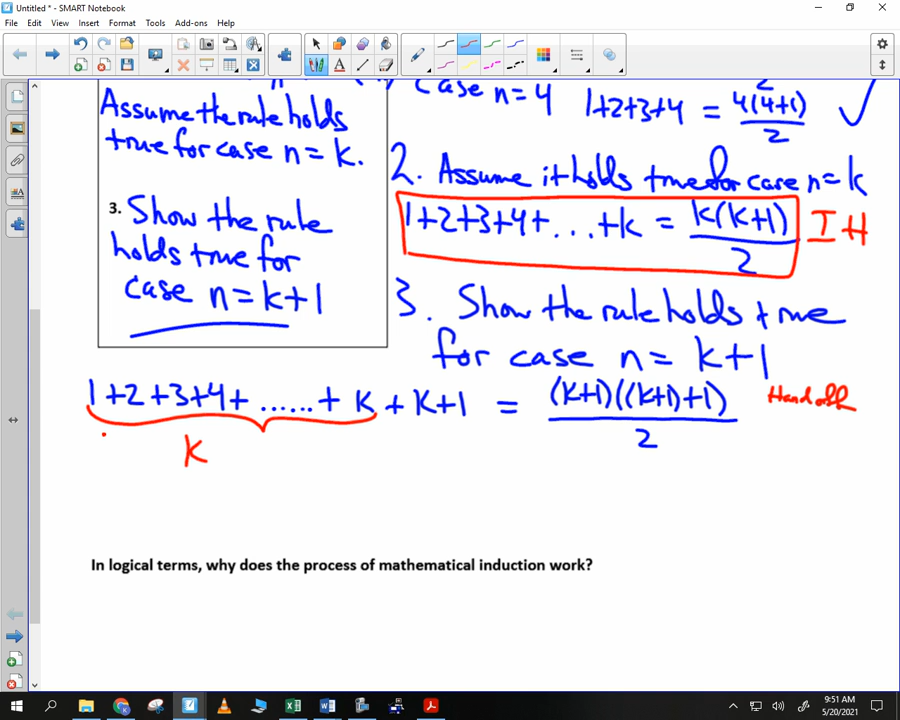 Untitled * - SMART Notebook
File Edit View Insert Format Tools Add-ons Help
Assume the rule holds
true for case n = k.
3. Show the rule
holds true for
case n = k+1
case n = 4 1+2+3+4 = 4(4+1)/2 ✓
2. Assume it holds true for case n = k
1+2+3+4+...+k = k(k+1)/2 IH
3. Show the rule holds true
for case n = k+1
1+2+3+4+ ...... + k + k+1 = (k+1)((k+1)+1)/2 Hands off
k
In logical terms, why does the process of mathematical induction work?
9:51 AM
5/20/2021